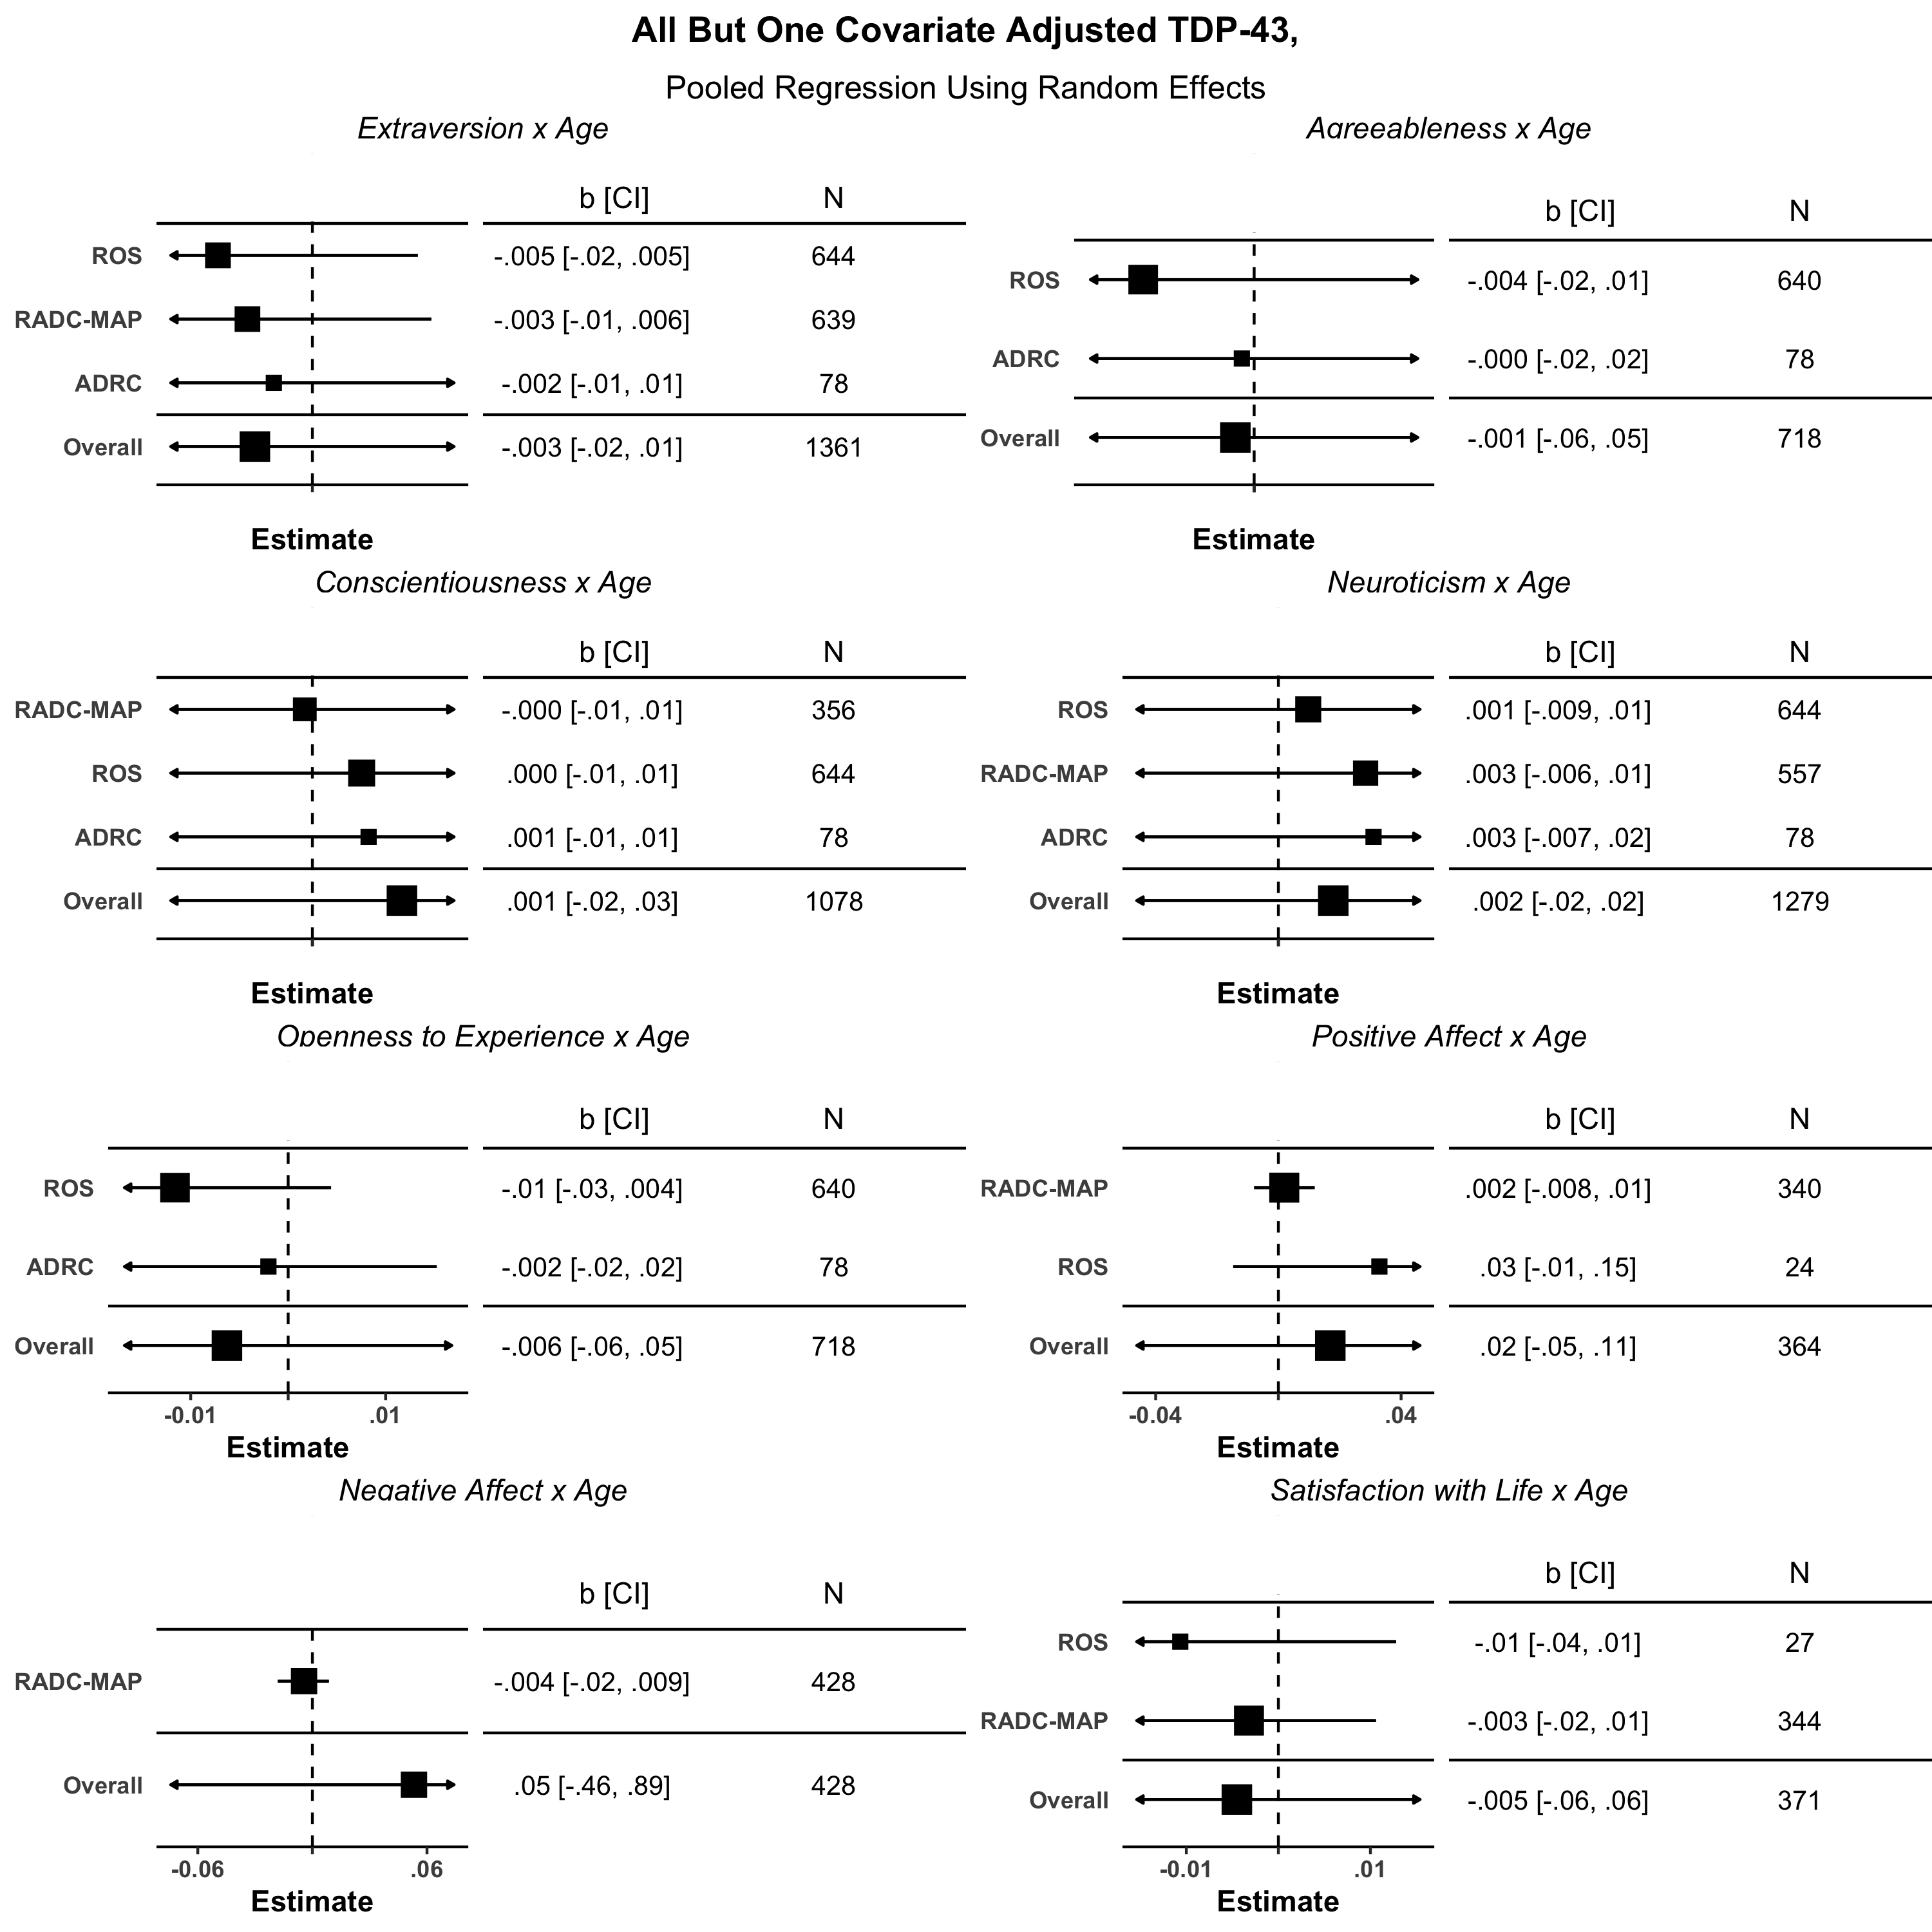 All But One Covariate Adjusted TDP-43,
Pooled Regression Using Random Effects
Extraversion x Age
b [CI] N
ROS -.005 [-.02, .005] 644
RADC-MAP -.003 [-.01, .006] 639
ADRC -.002 [-.01, .01] 78
Overall -.003 [-.02, .01] 1361
Estimate
Agreeableness x Age
b [CI] N
ROS -.004 [-.02, .01] 640
ADRC -.000 [-.02, .02] 78
Overall -.001 [-.06, .05] 718
Estimate
Conscientiousness x Age
b [CI] N
RADC-MAP -.000 [-.01, .01] 356
ROS .000 [-.01, .01] 644
ADRC .001 [-.01, .01] 78
Overall .001 [-.02, .03] 1078
Estimate
Neuroticism x Age
b [CI] N
ROS .001 [-.009, .01] 644
RADC-MAP .003 [-.006, .01] 557
ADRC .003 [-.007, .02] 78
Overall .002 [-.02, .02] 1279
Estimate
Openness to Experience x Age
b [CI] N
ROS -.01 [-.03, .004] 640
ADRC -.002 [-.02, .02] 78
Overall -.006 [-.06, .05] 718
-0.01 .01
Estimate
Positive Affect x Age
b [CI] N
RADC-MAP .002 [-.008, .01] 340
ROS .03 [-.01, .15] 24
Overall .02 [-.05, .11] 364
-0.04 .04
Estimate
Negative Affect x Age
b [CI] N
RADC-MAP -.004 [-.02, .009] 428
Overall .05 [-.46, .89] 428
-0.06 .06
Estimate
Satisfaction with Life x Age
b [CI] N
ROS -.01 [-.04, .01] 27
RADC-MAP -.003 [-.02, .01] 344
Overall -.005 [-.06, .06] 371
-0.01 .01
Estimate